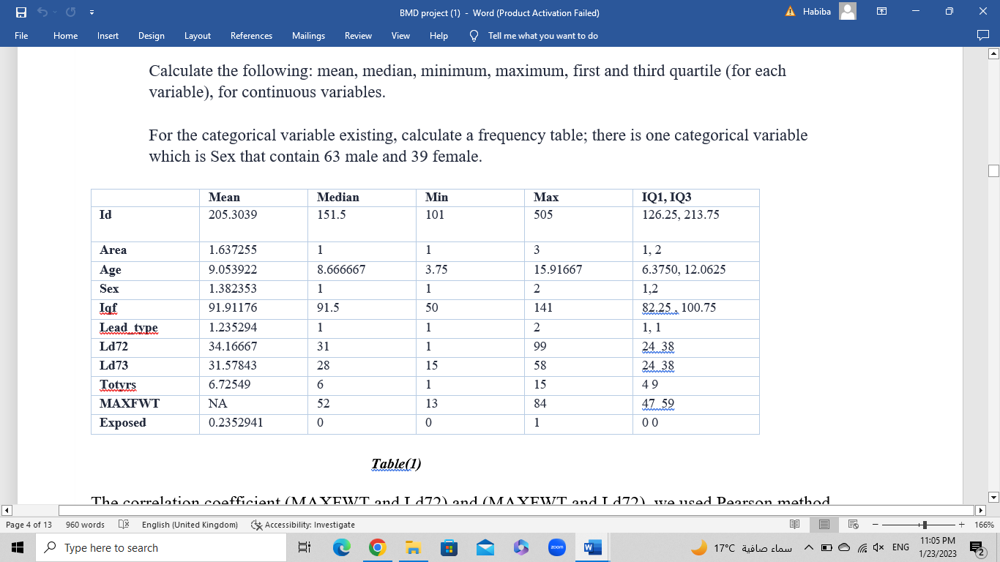 BMD project (1) - Word (Product Activation Failed)
Habiba
File Home Insert Design Layout References Mailings Review View Help Tell me what you want to do
Calculate the following: mean, median, minimum, maximum, first and third quartile (for each
variable), for continuous variables.
For the categorical variable existing, calculate a frequency table; there is one categorical variable
which is Sex that contain 63 male and 39 female.
Mean Median Min Max IQ1, IQ3
Id 205.3039 151.5 101 505 126.25, 213.75
Area 1.637255 1 1 3 1, 2
Age 9.053922 8.666667 3.75 15.91667 6.3750, 12.0625
Sex 1.382353 1 1 2 1,2
Iqf 91.91176 91.5 50 141 82.25 , 100.75
Lead_type 1.235294 1 1 2 1, 1
Ld72 34.16667 31 1 99 24 38
Ld73 31.57843 28 15 58 24 38
Totyrs 6.72549 6 1 15 4 9
MAXFWT NA 52 13 84 47 59
Exposed 0.2352941 0 0 1 0 0
Table(1)
The correlation coefficient (MAXFWT and Ld72) and (MAXFWT and Ld72), we used Pearson method
Page 4 of 13 960 words English (United Kingdom) Accessibility: Investigate 166%
Type here to search
zoom
W
17°C سماء صافية
ENG
11:05 PM
1/23/2023
2